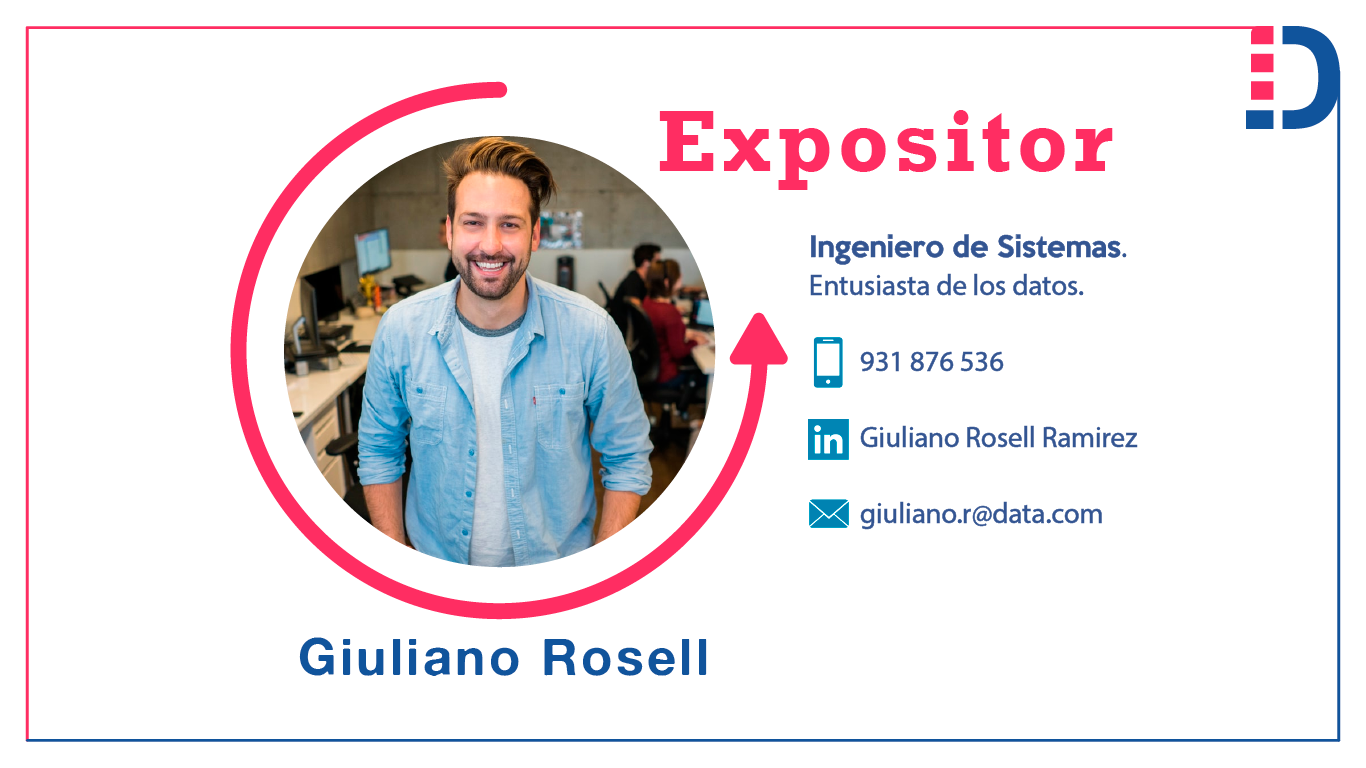 Expositor
Ingeniero de Sistemas.
Entusiasta de los datos.
931 876 536
in Giuliano Rosell Ramirez
giuliano.r@data.com
Giuliano Rosell
D